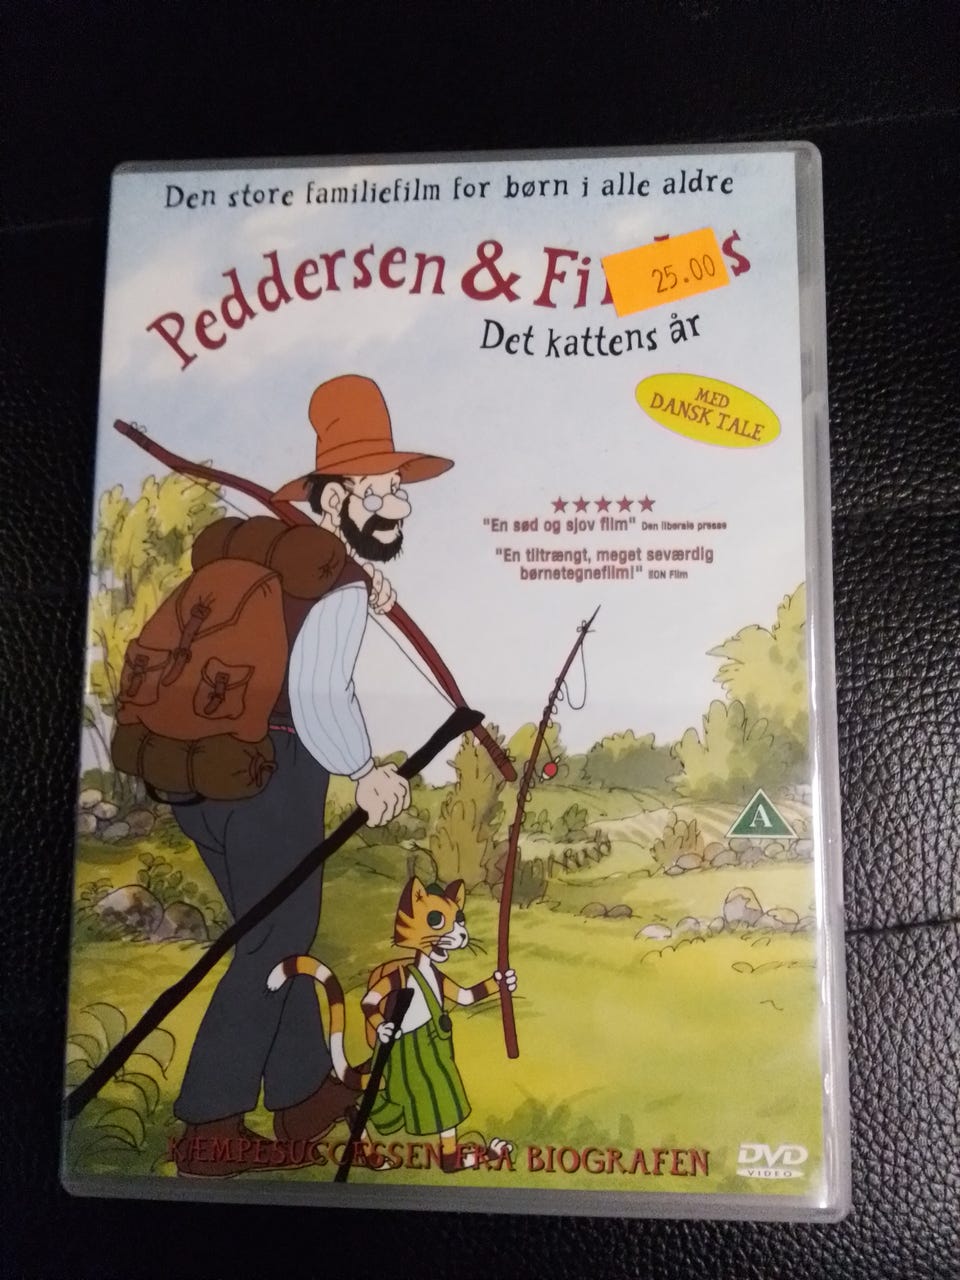 Den store familiefilm for børn i alle aldre
Peddersen &
25.00
Det kattens år
MED
DANSK TALE
"En sød og sjov film" Den liberale presse
"En tiltrængt, meget seværdig
børnetegnefilm!" EON Film
A
KÆMPESUCCESSEN FRA BIOGRAFEN
DVD
VIDEO